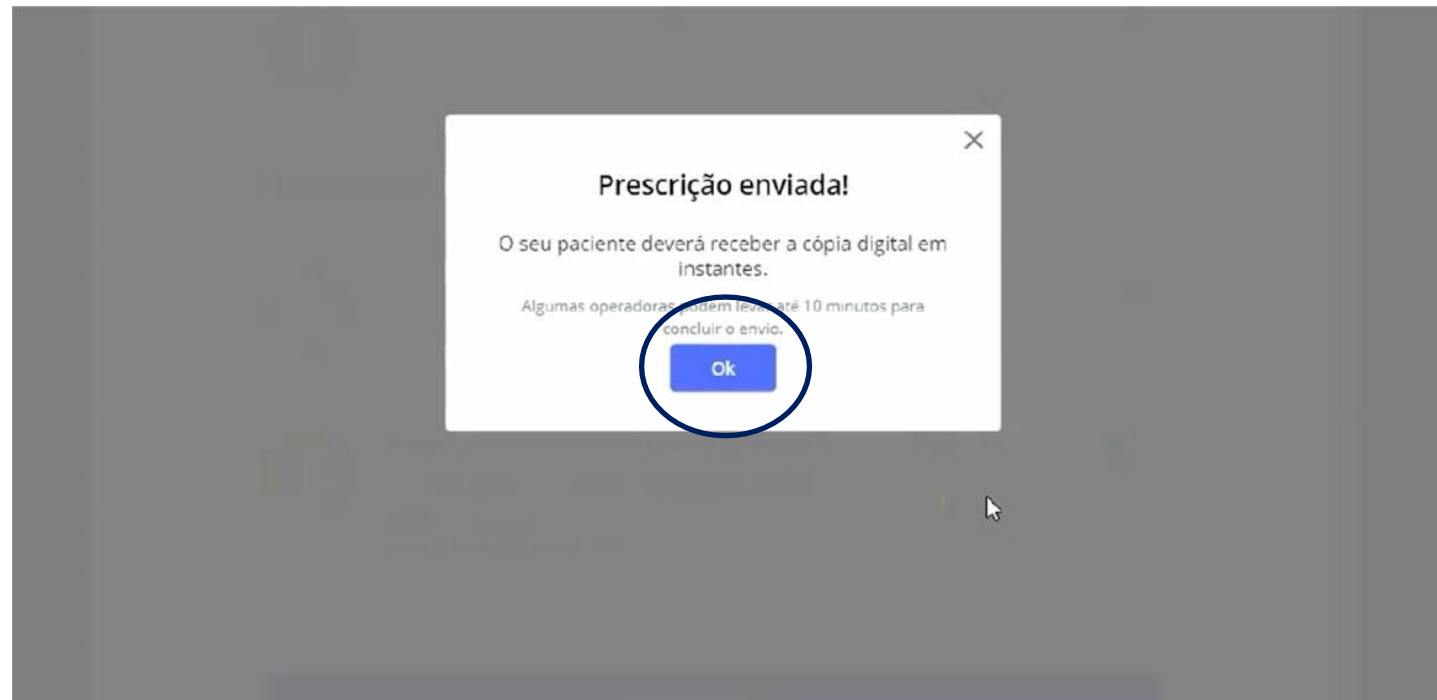 Prescrição enviada!
O seu paciente deverá receber a cópia digital em
instantes.
Algumas operadoras podem levar até 10 minutos para
concluir o envio.
Ok